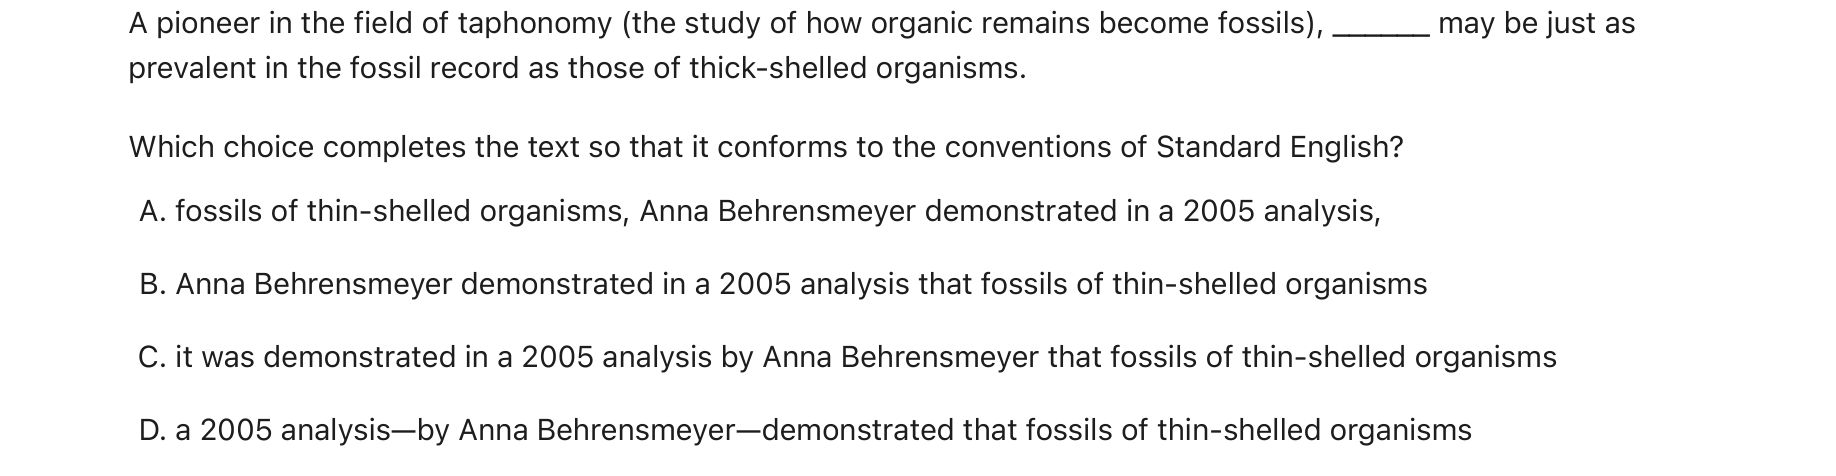 A pioneer in the field of taphonomy (the study of how organic remains become fossils), ______ may be just as
prevalent in the fossil record as those of thick-shelled organisms.
Which choice completes the text so that it conforms to the conventions of Standard English?
A. fossils of thin-shelled organisms, Anna Behrensmeyer demonstrated in a 2005 analysis,
B. Anna Behrensmeyer demonstrated in a 2005 analysis that fossils of thin-shelled organisms
C. it was demonstrated in a 2005 analysis by Anna Behrensmeyer that fossils of thin-shelled organisms
D. a 2005 analysis—by Anna Behrensmeyer—demonstrated that fossils of thin-shelled organisms